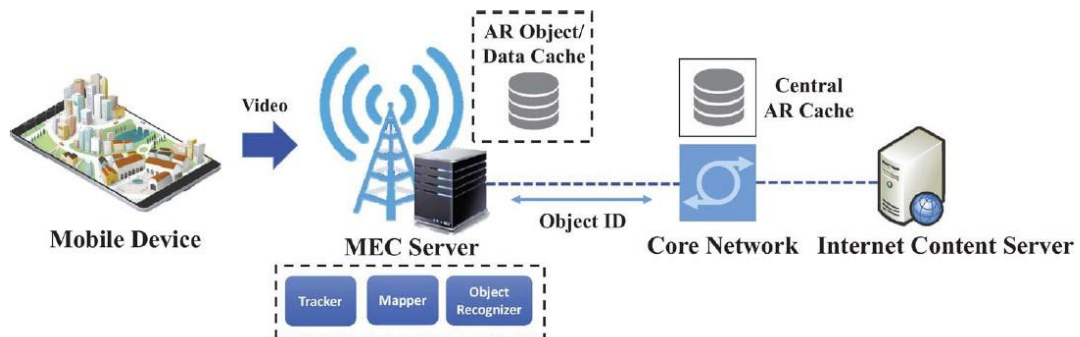 AR Object/
Data Cache
Video
Central
AR Cache
Object ID
Mobile Device
MEC Server
Core Network
Internet Content Server
Tracker
Mapper
Object
Recognizer